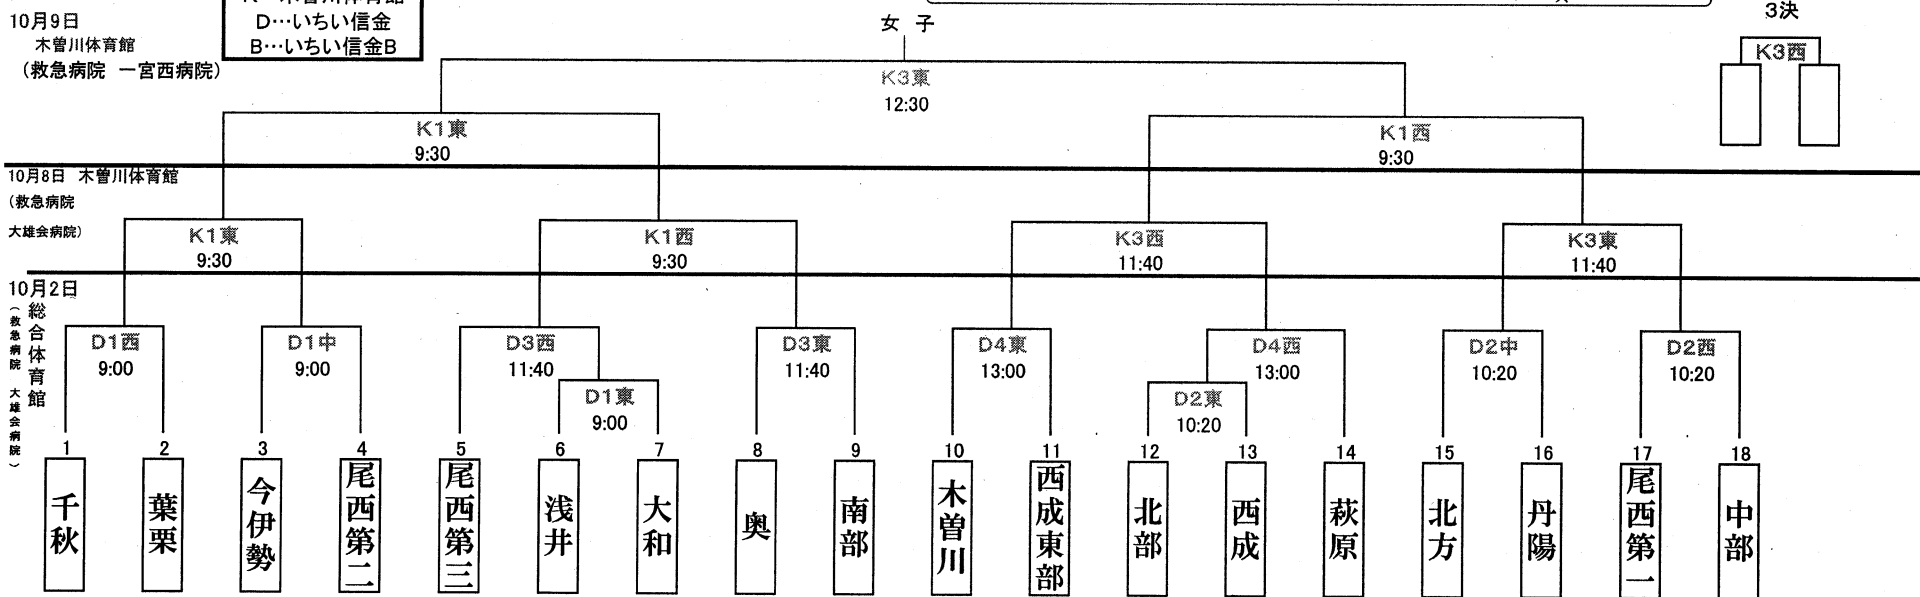 10月9日
木曽川体育館
（救急病院 一宮西病院）
K…木曽川体育館
D…いちい信金
B…いちい信金B
女 子
3決
K3西
K3東
12:30
K1東
9:30
K1西
9:30
10月8日 木曽川体育館
（救急病院
大雄会病院）
K1東
9:30
K1西
9:30
K3西
11:40
K3東
11:40
10月2日
総合体育館
（救急病院 大雄会病院）
D1西
9:00
D1中
9:00
D3西
11:40
D1東
9:00
D3東
11:40
D4東
13:00
D4西
13:00
D2東
10:20
D2中
10:20
D2西
10:20
1
2
3
4
5
6
7
8
9
10
11
12
13
14
15
16
17
18
千秋
葉栗
今伊勢
尾西第二
尾西第三
浅井
大和
奥
南部
木曽川
西成東部
北部
西成
萩原
北方
丹陽
尾西第一
中部